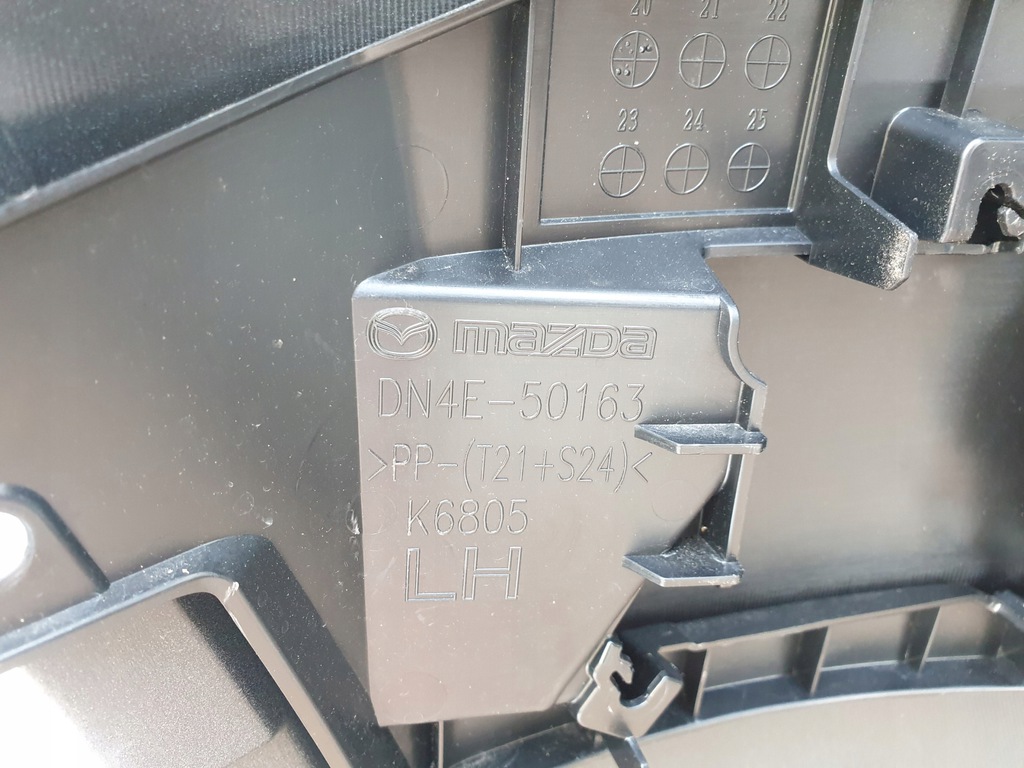 20 21 22
23 24 25
mazda
DN4E-50163
>PP-(T21+S24)<
K6805
LH